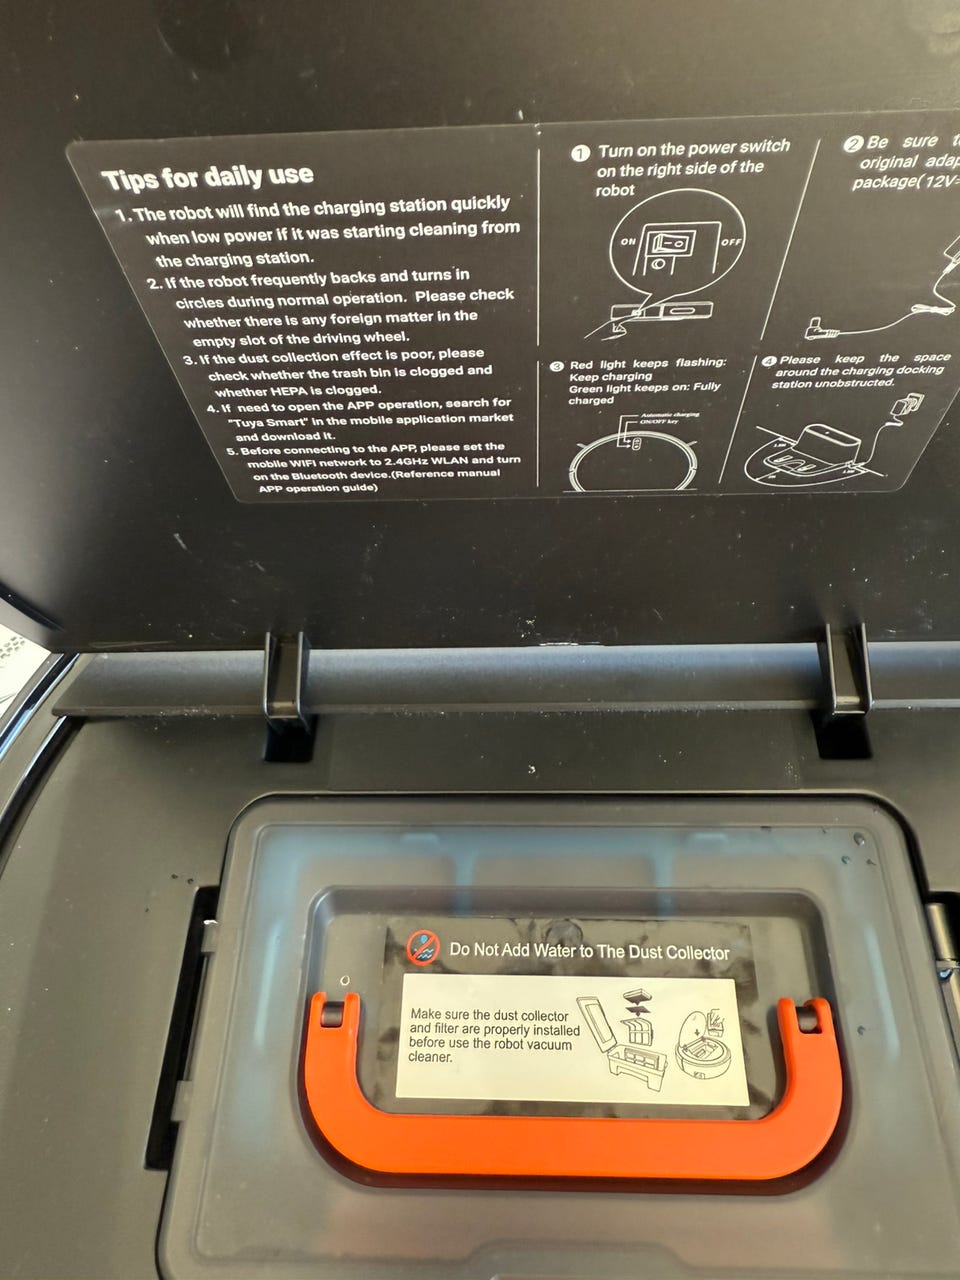 Tips for daily use
1. The robot will find the charging station quickly
when low power if it was starting cleaning from
the charging station.
2. If the robot frequently backs and turns in
circles during normal operation. Please check
whether there is any foreign matter in the
empty slot of the driving wheel.
3. If the dust collection effect is poor, please
check whether the trash bin is clogged and
whether HEPA is clogged.
4. If need to open the APP operation, search for
"Tuya Smart" in the mobile application market
and download it.
5. Before connecting to the APP, please set the
mobile WIFI network to 2.4GHz WLAN and turn
on the Bluetooth device.(Reference manual
APP operation guide)
1 Turn on the power switch
on the right side of the
robot
ON
OFF
2 Be sure
original
package(12V
3 Red light keeps flashing:
Keep charging
Green light keeps on: Fully
charged
Automatic charging
ON/OFF key
4 Please keep the space
around the charging docking
station unobstructed.
Do Not Add Water to The Dust Collector
Make sure the dust collector
and filter are properly installed
before use the robot vacuum
cleaner.